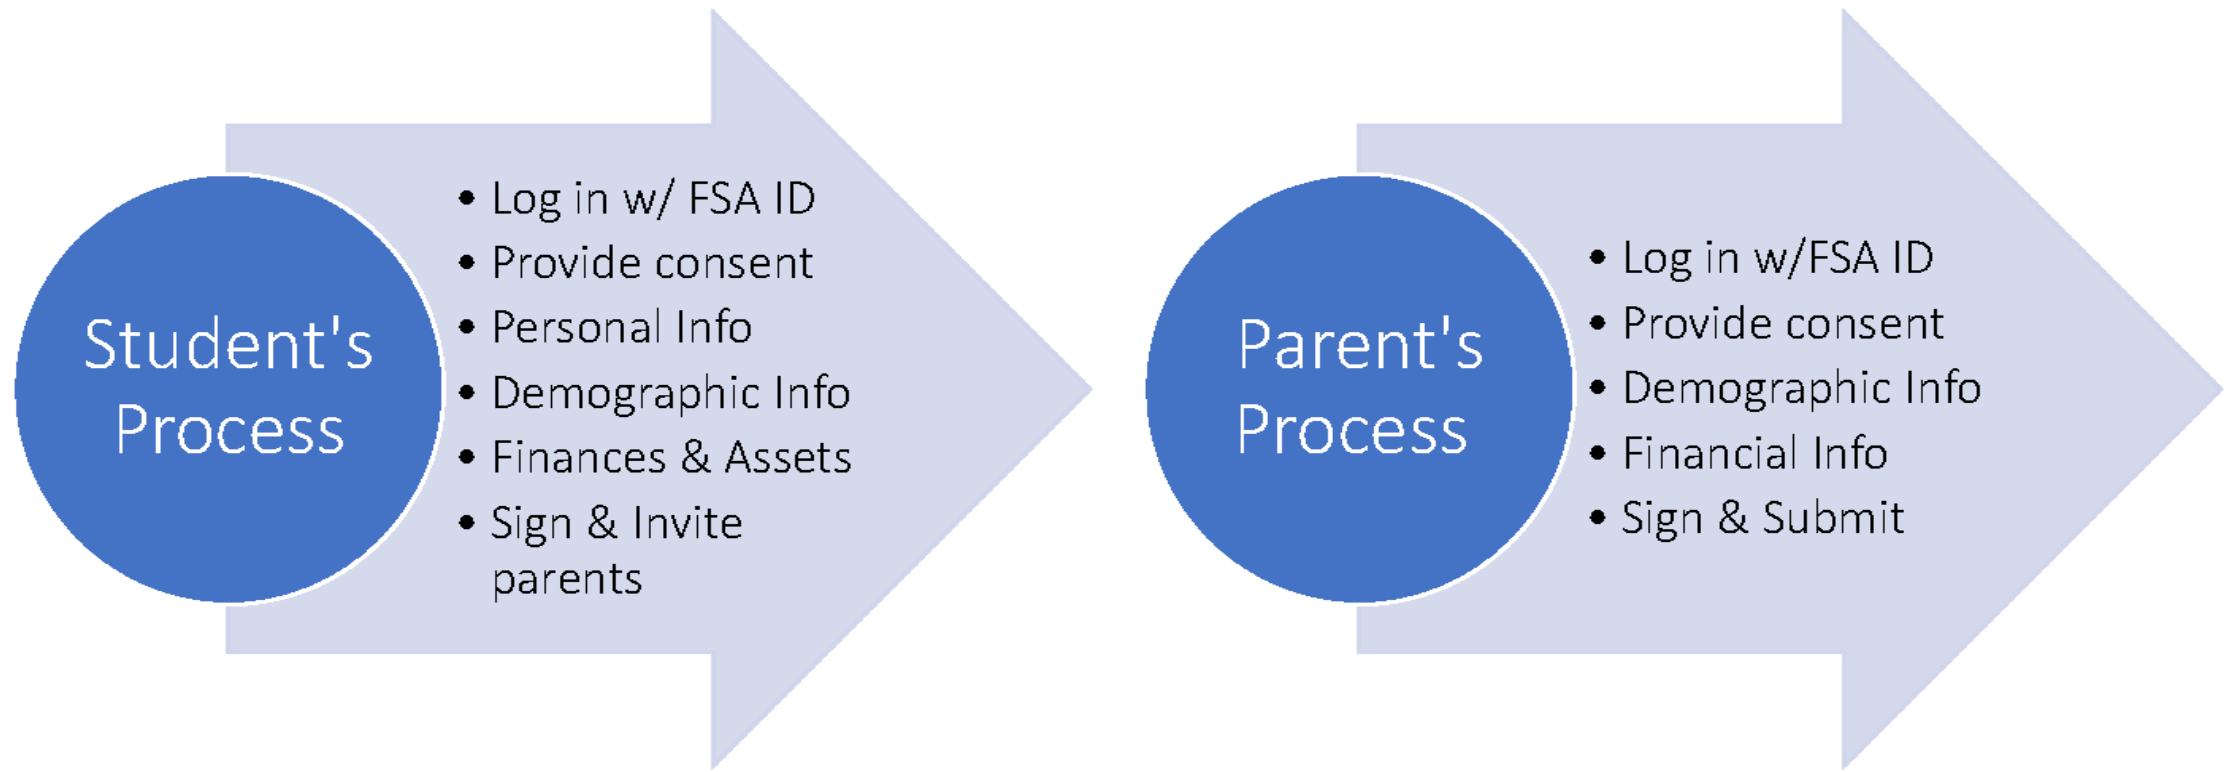 Student's
Process
• Log in w/ FSA ID
• Provide consent
• Personal Info
• Demographic Info
• Finances & Assets
• Sign & Invite
parents
Parent's
Process
• Log in w/FSA ID
• Provide consent
• Demographic Info
• Financial Info
• Sign & Submit